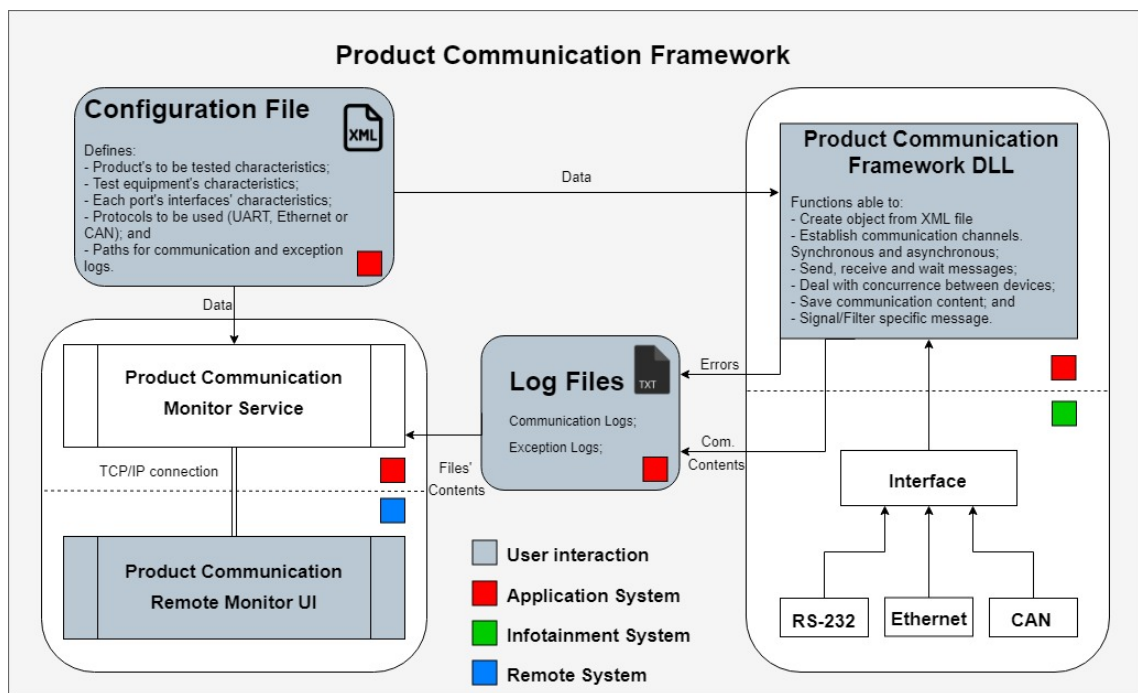 Product Communication Framework
Configuration File
XML
Defines:
- Product's to be tested characteristics;
- Test equipment's characteristics;
- Each port's interfaces' characteristics;
- Protocols to be used (UART, Ethernet or
CAN); and
- Paths for communication and exception
logs.
Data
Product Communication
Framework DLL
Functions able to:
- Create object from XML file
- Establish communication channels.
Synchronous and asynchronous;
- Send, receive and wait messages;
- Deal with concurrence between devices;
- Save communication content; and
- Signal/Filter specific message.
Data
Product Communication
Monitor Service
TCP/IP connection
Product Communication
Remote Monitor UI
Files'
Contents
Log Files
TXT
Communication Logs;
Exception Logs;
Errors
Com.
Contents
Interface
RS-232
Ethernet
CAN
User interaction
Application System
Infotainment System
Remote System